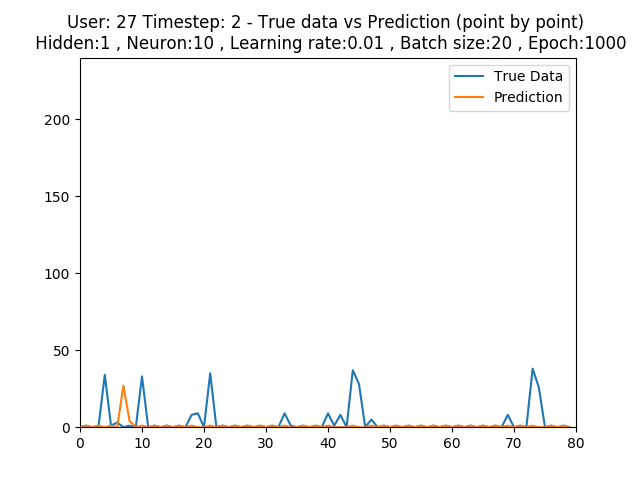 User: 27 Timestep: 2 - True data vs Prediction (point by point)
Hidden:1 , Neuron:10 , Learning rate:0.01 , Batch size:20 , Epoch:1000
True Data
Prediction
200
150
100
50
0
0 10 20 30 40 50 60 70 80